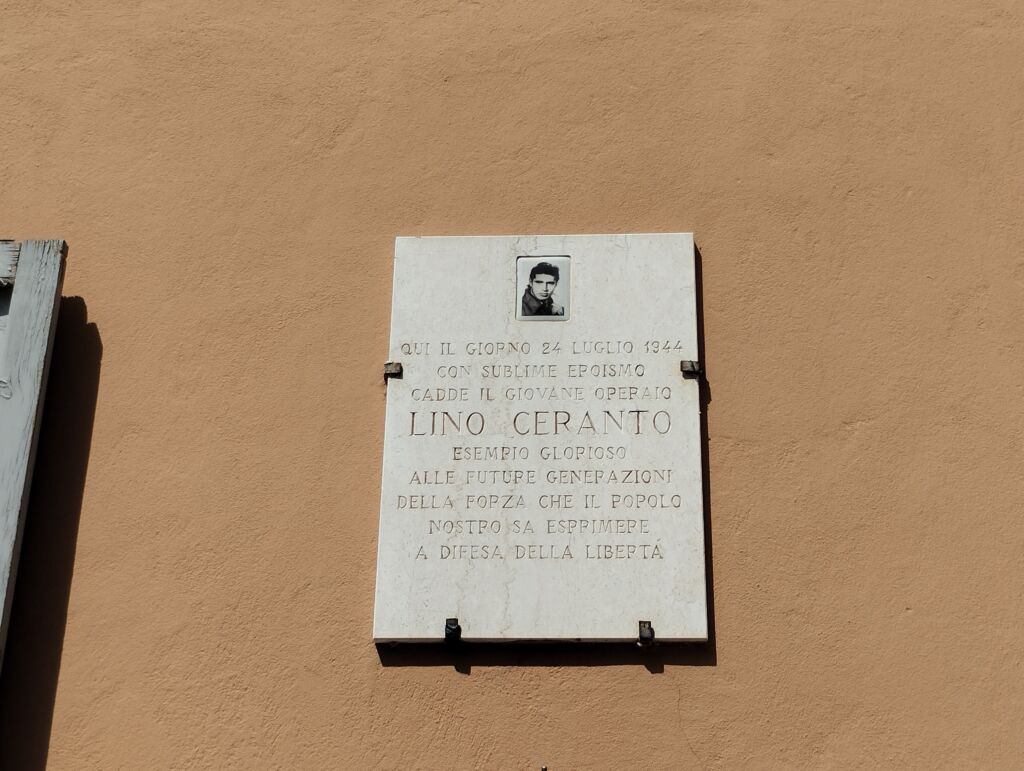 QUI IL GIORNO 24 LUGLIO 1944
CON SUBLIME EROISMO
CADDE IL GIOVANE OPERAIO
LINO CERANTO
ESEMPIO GLORIOSO
ALLE FUTURE GENERAZIONI
DELLA FORZA CHE IL POPOLO
NOSTRO SA ESPRIMERE
A DIFESA DELLA LIBERTÁ